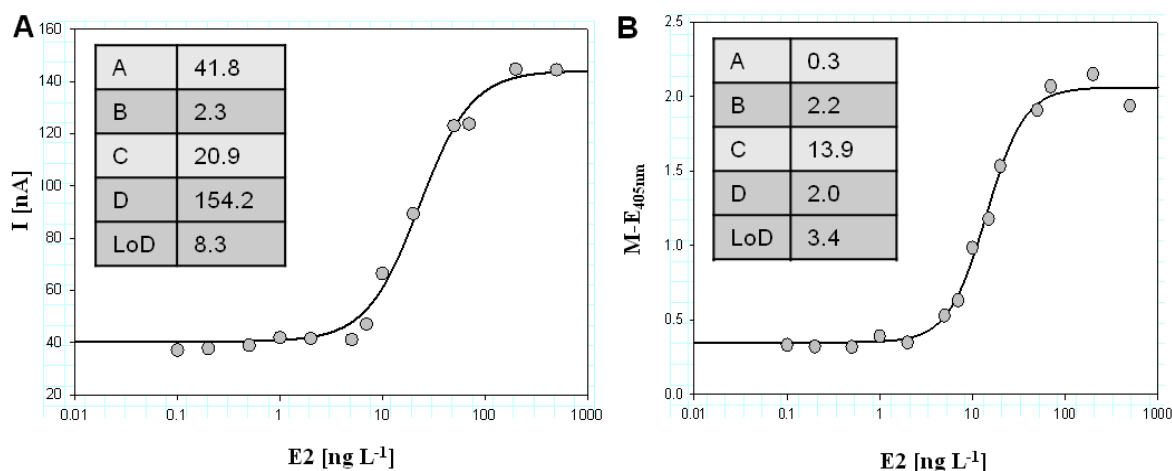 A
160
140
120
100
80
60
40
20
I [nA]
A 41.8
B 2.3
C 20.9
D 154.2
LoD 8.3
0.01 0.1 1 10 100 1000
E2 [ng L⁻¹]
B
2.5
2.0
1.5
1.0
0.5
0.0
M-E₄₀₅ₙₘ
A 0.3
B 2.2
C 13.9
D 2.0
LoD 3.4
0.01 0.1 1 10 100 1000
E2 [ng L⁻¹]